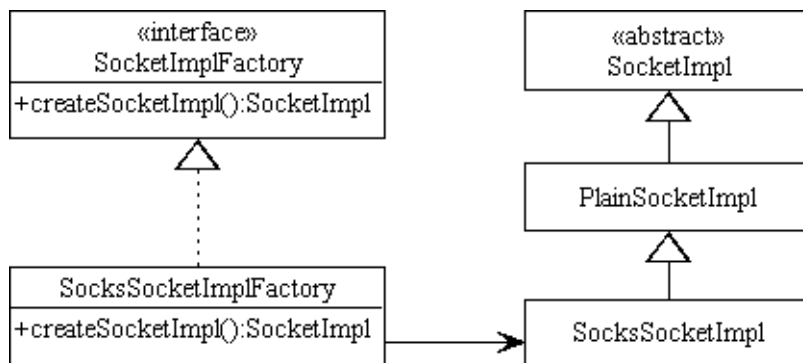 «interface»
SocketImplFactory
+createSocketImpl():SocketImpl
«abstract»
SocketImpl
PlainSocketImpl
SocksSocketImplFactory
+createSocketImpl():SocketImpl
SocksSocketImpl